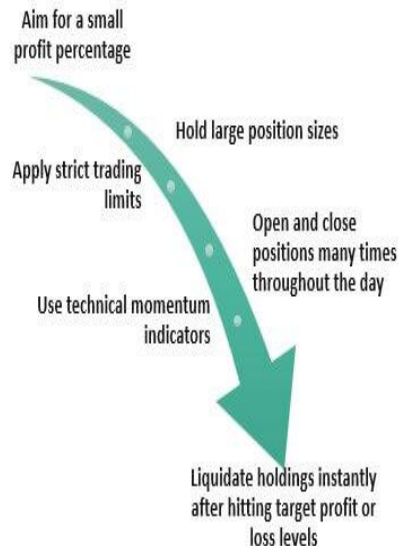 Aim for a small
profit percentage
Hold large position sizes
Apply strict trading
limits
Open and close
positions many times
throughout the day
Use technical momentum
indicators
Liquidate holdings instantly
after hitting target profit or
loss levels